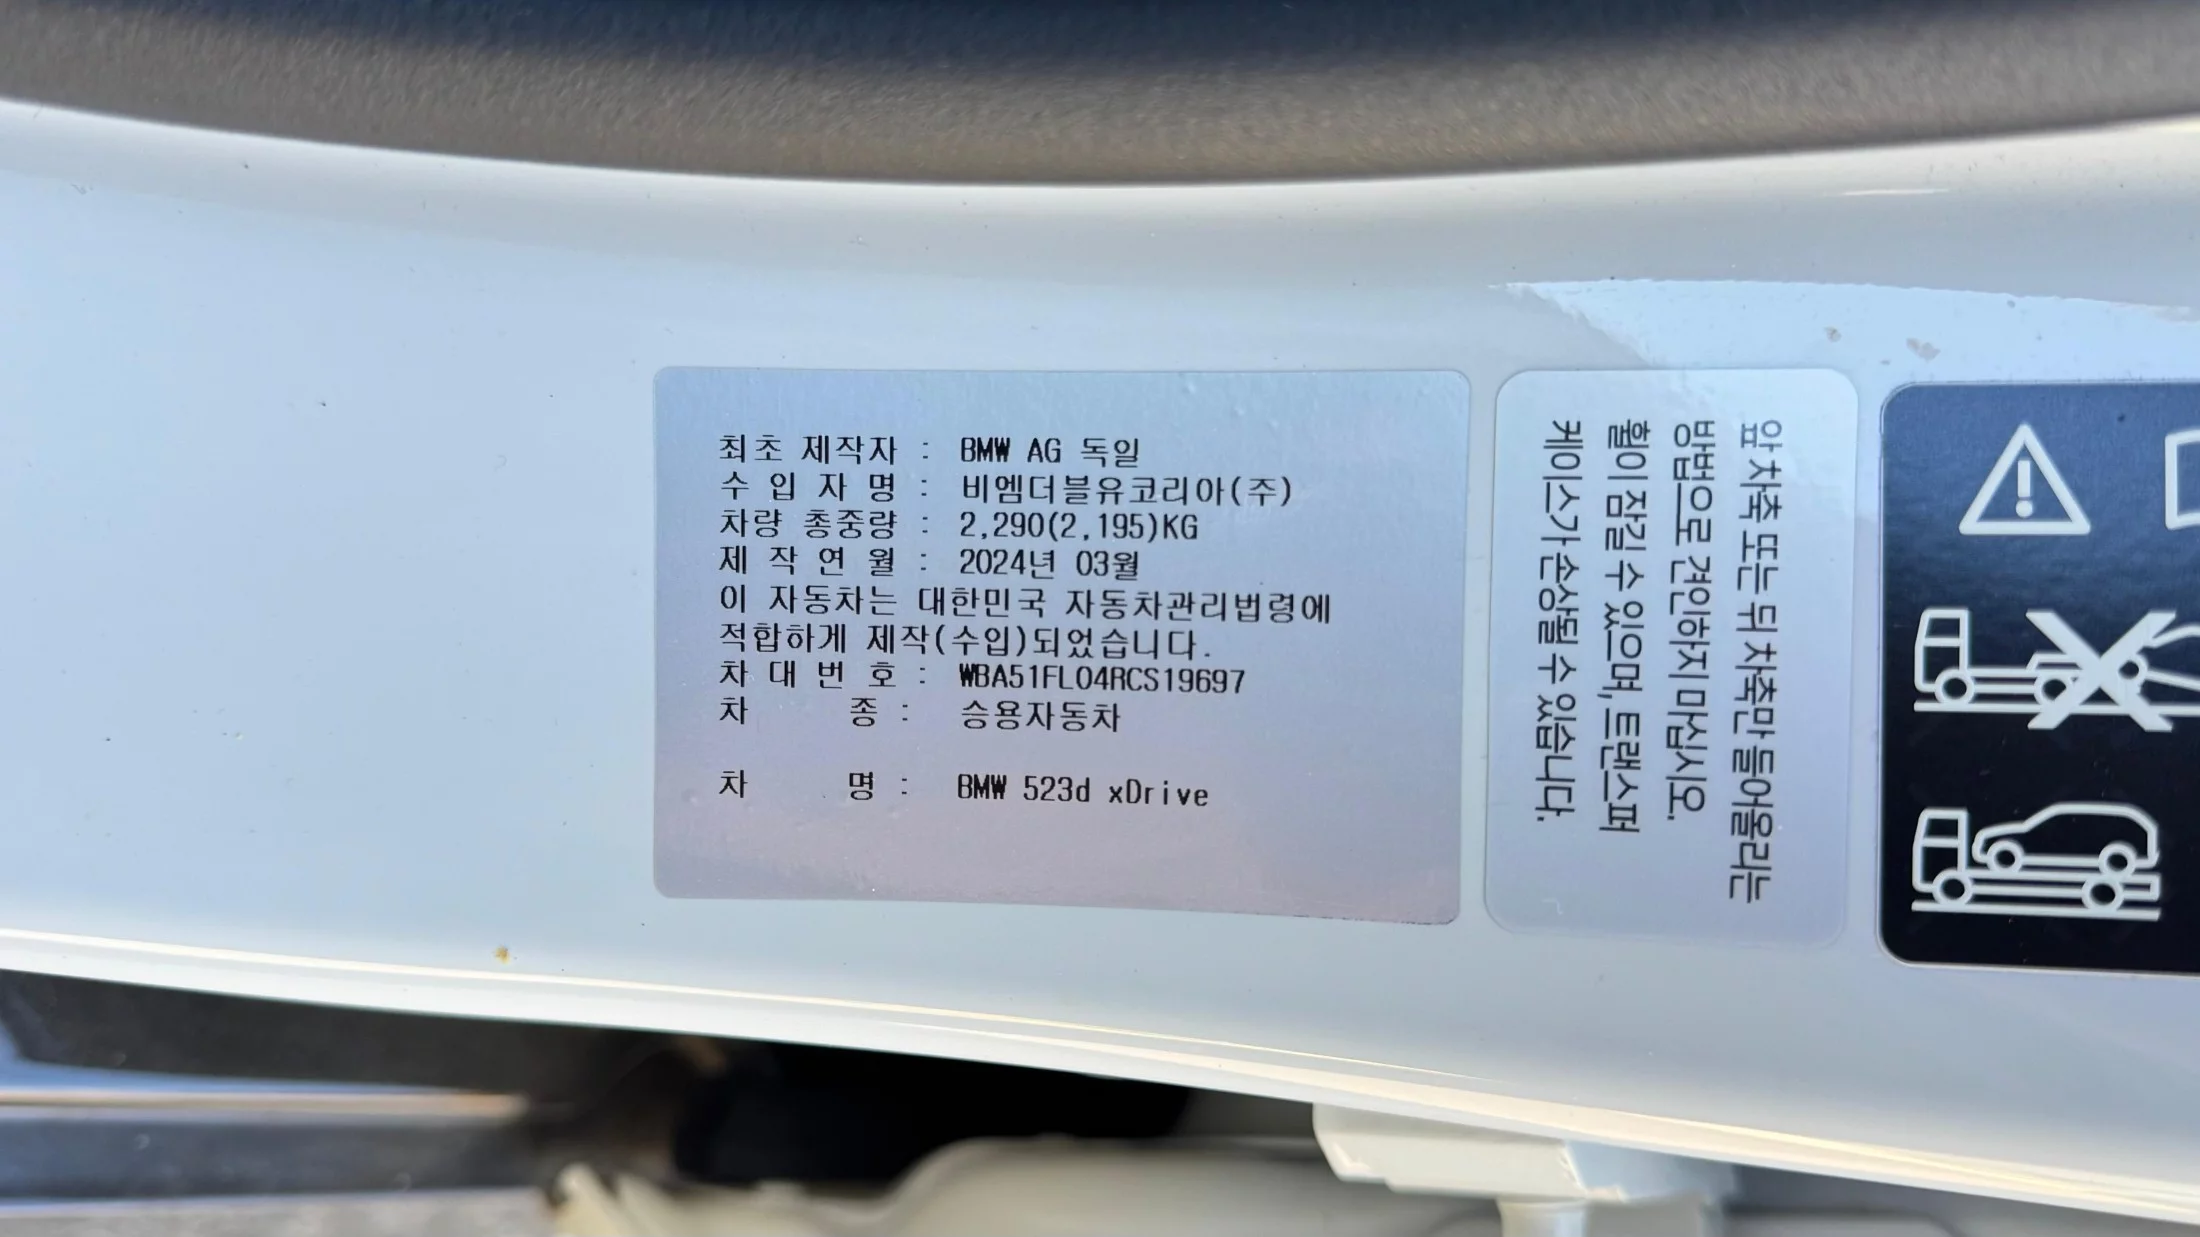 최초 제작자 : BMW AG 독일
수 입 자 명 : 비엠더블유코리아(주)
차량 총중량 : 2,290(2,195)KG
제 작 연 월 : 2024년 03월
이 자동차는 대한민국 자동차관리법령에
적합하게 제작(수입)되었습니다.
차 대 번 호 : WBA51FL04RCS19697
차 종 : 승용자동차
차 명 : BMW 523d xDrive
앞 차축 또는 뒤 차축만 들어올리는
방법으로 견인하지 마십시오.
휠이 잠길 수 있으며, 트랜스퍼
케이스가 손상될 수 있습니다.